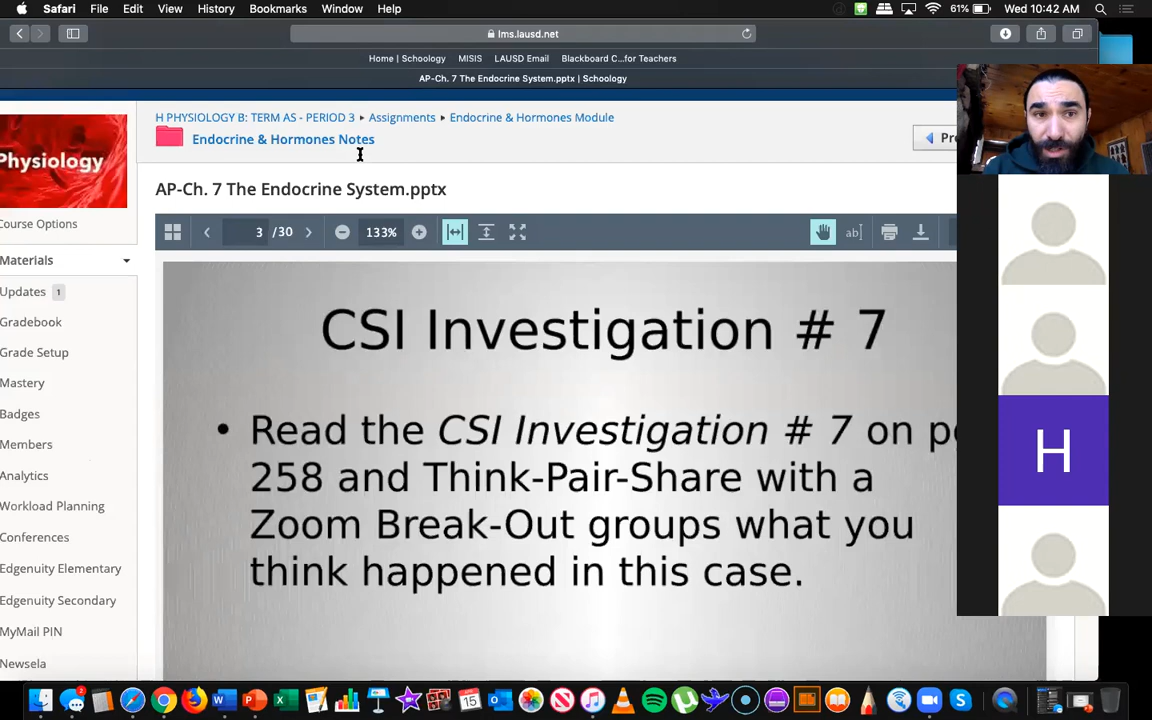 Safari File Edit View History Bookmarks Window Help 61% Wed 10:42 AM
lms.lausd.net
Home | Schoology MISIS LAUSD Email Blackboard C...for Teachers
AP-Ch. 7 The Endocrine System.pptx | Schoology
H PHYSIOLOGY B: TERM AS - PERIOD 3 Assignments Endocrine & Hormones Module
Endocrine & Hormones Notes
Physiology
AP-Ch. 7 The Endocrine System.pptx
Course Options
3 /30 133%
Materials
Updates 1
Gradebook
Grade Setup
Mastery
Badges
Members
Analytics
Workload Planning
Conferences
Edgenuity Elementary
Edgenuity Secondary
MyMail PIN
Newsela
CSI Investigation # 7
• Read the CSI Investigation # 7 on
258 and Think-Pair-Share with a
Zoom Break-Out groups what you
think happened in this case.
H